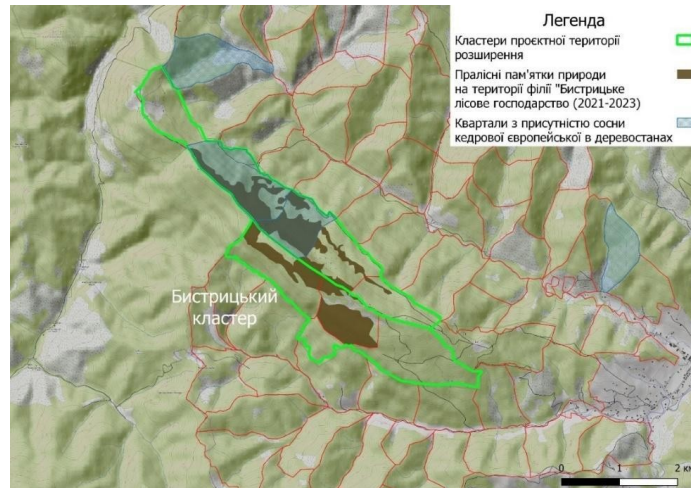 Легенда
Кластери проєктної території
розширення
Пралісні пам'ятки природи
на території філії "Бистрицьке
лісове господарство (2021-2023)
Квартали з присутністю сосни
кедрової європейської в деревостанах
Бистрицький
кластер
0 1 2 км